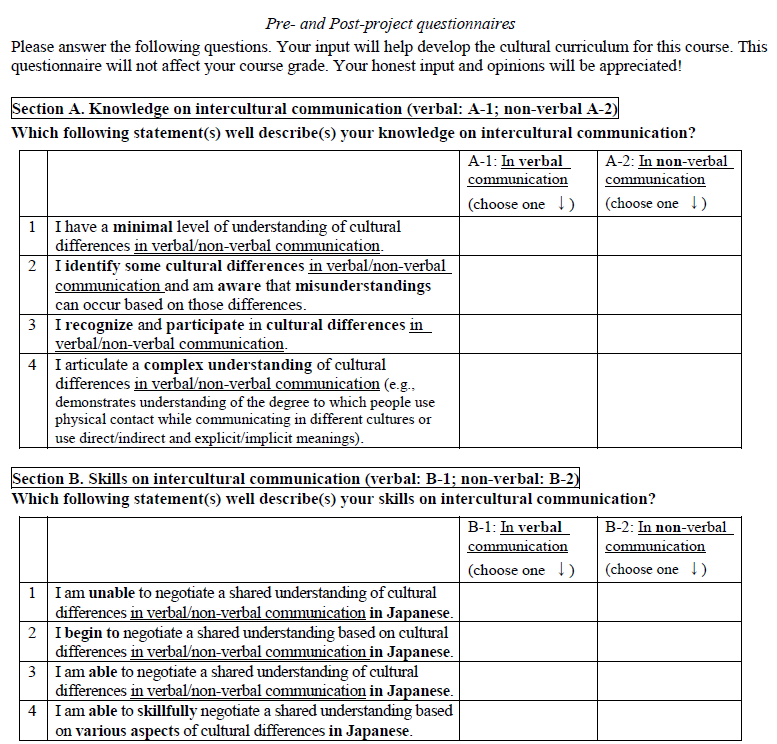 Pre- and Post-project questionnaires
Please answer the following questions. Your input will help develop the cultural curriculum for this course. This
questionnaire will not affect your course grade. Your honest input and opinions will be appreciated!
Section A. Knowledge on intercultural communication (verbal: A-1; non-verbal A-2)
Which following statement(s) well describe(s) your knowledge on intercultural communication?
A-1: In verbal
communication
(choose one ↓)
A-2: In non-verbal
communication
(choose one ↓)
1 I have a minimal level of understanding of cultural
differences in verbal/non-verbal communication.
2 I identify some cultural differences in verbal/non-verbal
communication and am aware that misunderstandings
can occur based on those differences.
3 I recognize and participate in cultural differences in
verbal/non-verbal communication.
4 I articulate a complex understanding of cultural
differences in verbal/non-verbal communication (e.g.,
demonstrates understanding of the degree to which people use
physical contact while communicating in different cultures or
use direct/indirect and explicit/implicit meanings).
Section B. Skills on intercultural communication (verbal: B-1; non-verbal: B-2)
Which following statement(s) well describe(s) your skills on intercultural communication?
B-1: In verbal
communication
(choose one ↓)
B-2: In non-verbal
communication
(choose one ↓)
1 I am unable to negotiate a shared understanding of cultural
differences in verbal/non-verbal communication in Japanese.
2 I begin to negotiate a shared understanding based on cultural
differences in verbal/non-verbal communication in Japanese.
3 I am able to negotiate a shared understanding of cultural
differences in verbal/non-verbal communication in Japanese.
4 I am able to skillfully negotiate a shared understanding based
on various aspects of cultural differences in Japanese.